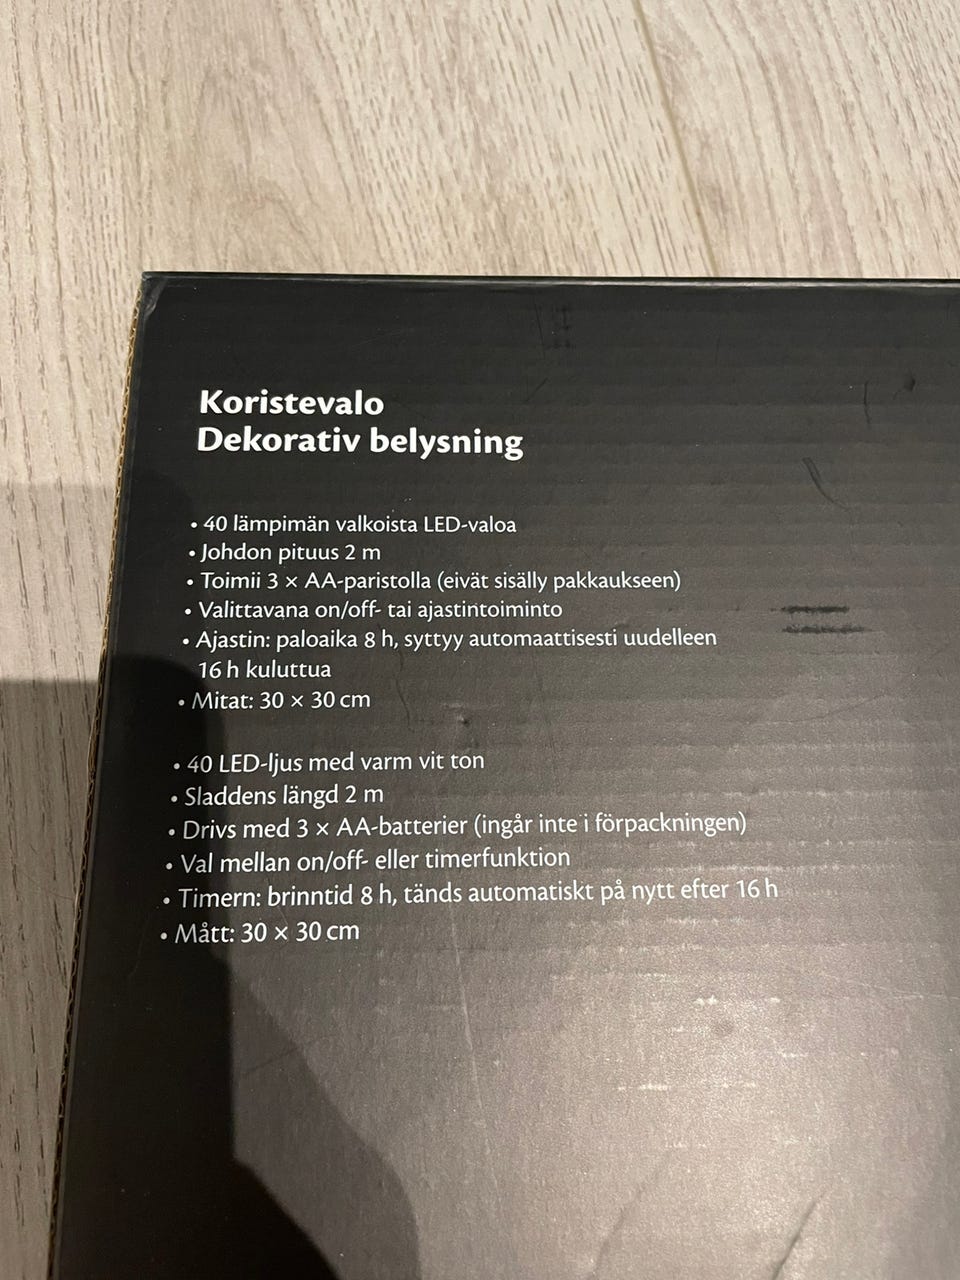 Koristevalo
Dekorativ belysning
• 40 lämpimän valkoista LED-valoa
• Johdon pituus 2 m
• Toimii 3 × AA-paristolla (eivät sisälly pakkaukseen)
• Valittavana on/off- tai ajastintoiminto
• Ajastin: paloaika 8 h, syttyy automaattisesti uudelleen
16 h kuluttua
• Mitat: 30 × 30 cm
• 40 LED-ljus med varm vit ton
• Sladdens längd 2 m
• Drivs med 3 × AA-batterier (ingår inte i förpackningen)
• Val mellan on/off- eller timerfunktion
• Timern: brinntid 8 h, tänds automatiskt på nytt efter 16 h
• Mått: 30 × 30 cm